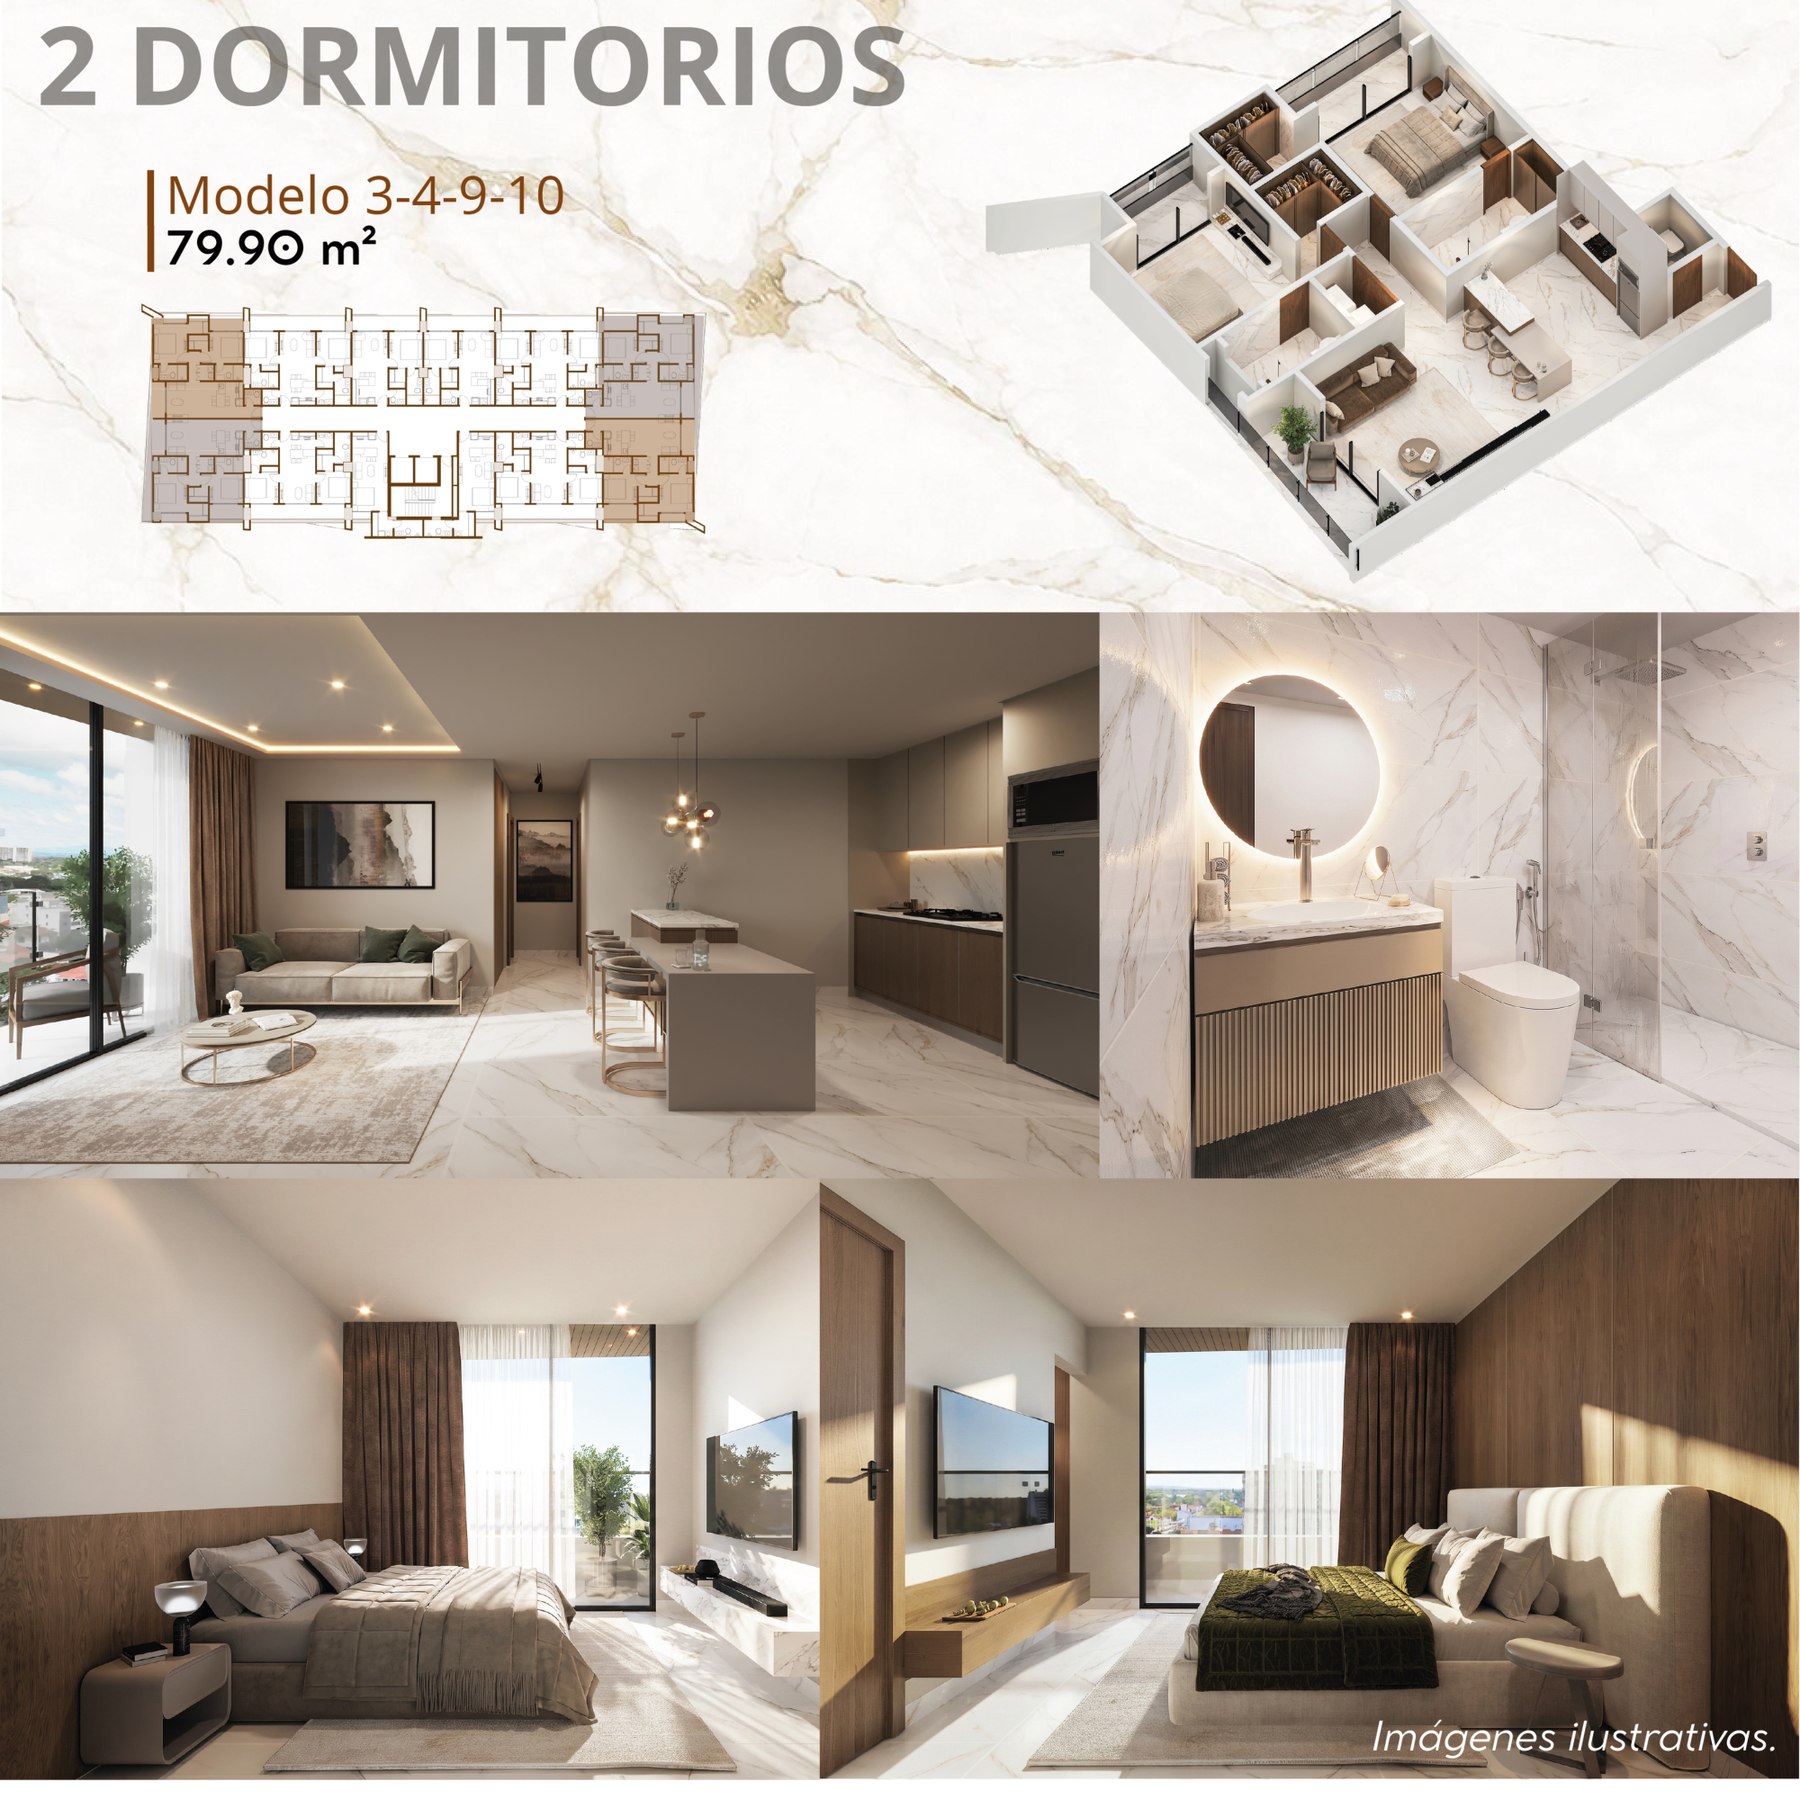 2 DORMITORIOS
Modelo 3-4-9-10
79.90 m²
Imágenes ilustrativas.